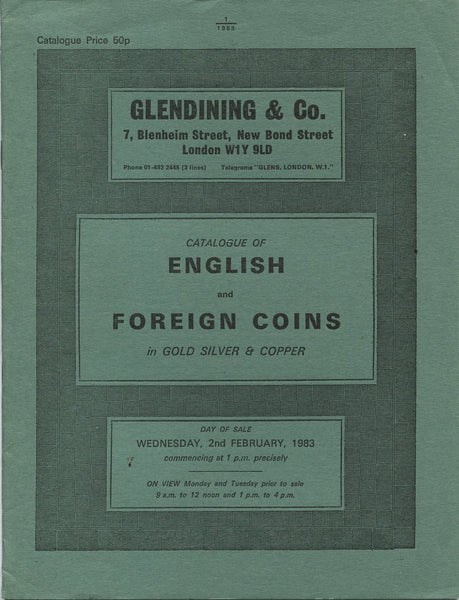 1
1983
Catalogue Price 50p
GLENDINING & Co.
7, Blenheim Street, New Bond Street
London W1Y 9LD
Phone 01-493 2445 (3 lines) Telegrams "GLENS, LONDON, W.1."
CATALOGUE OF
ENGLISH
and
FOREIGN COINS
in GOLD SILVER & COPPER
DAY OF SALE
WEDNESDAY, 2nd FEBRUARY, 1983
commencing at 1 p.m. precisely
ON VIEW Monday and Tuesday prior to sale
9 a.m. to 12 noon and 1 p.m. to 4 p.m.